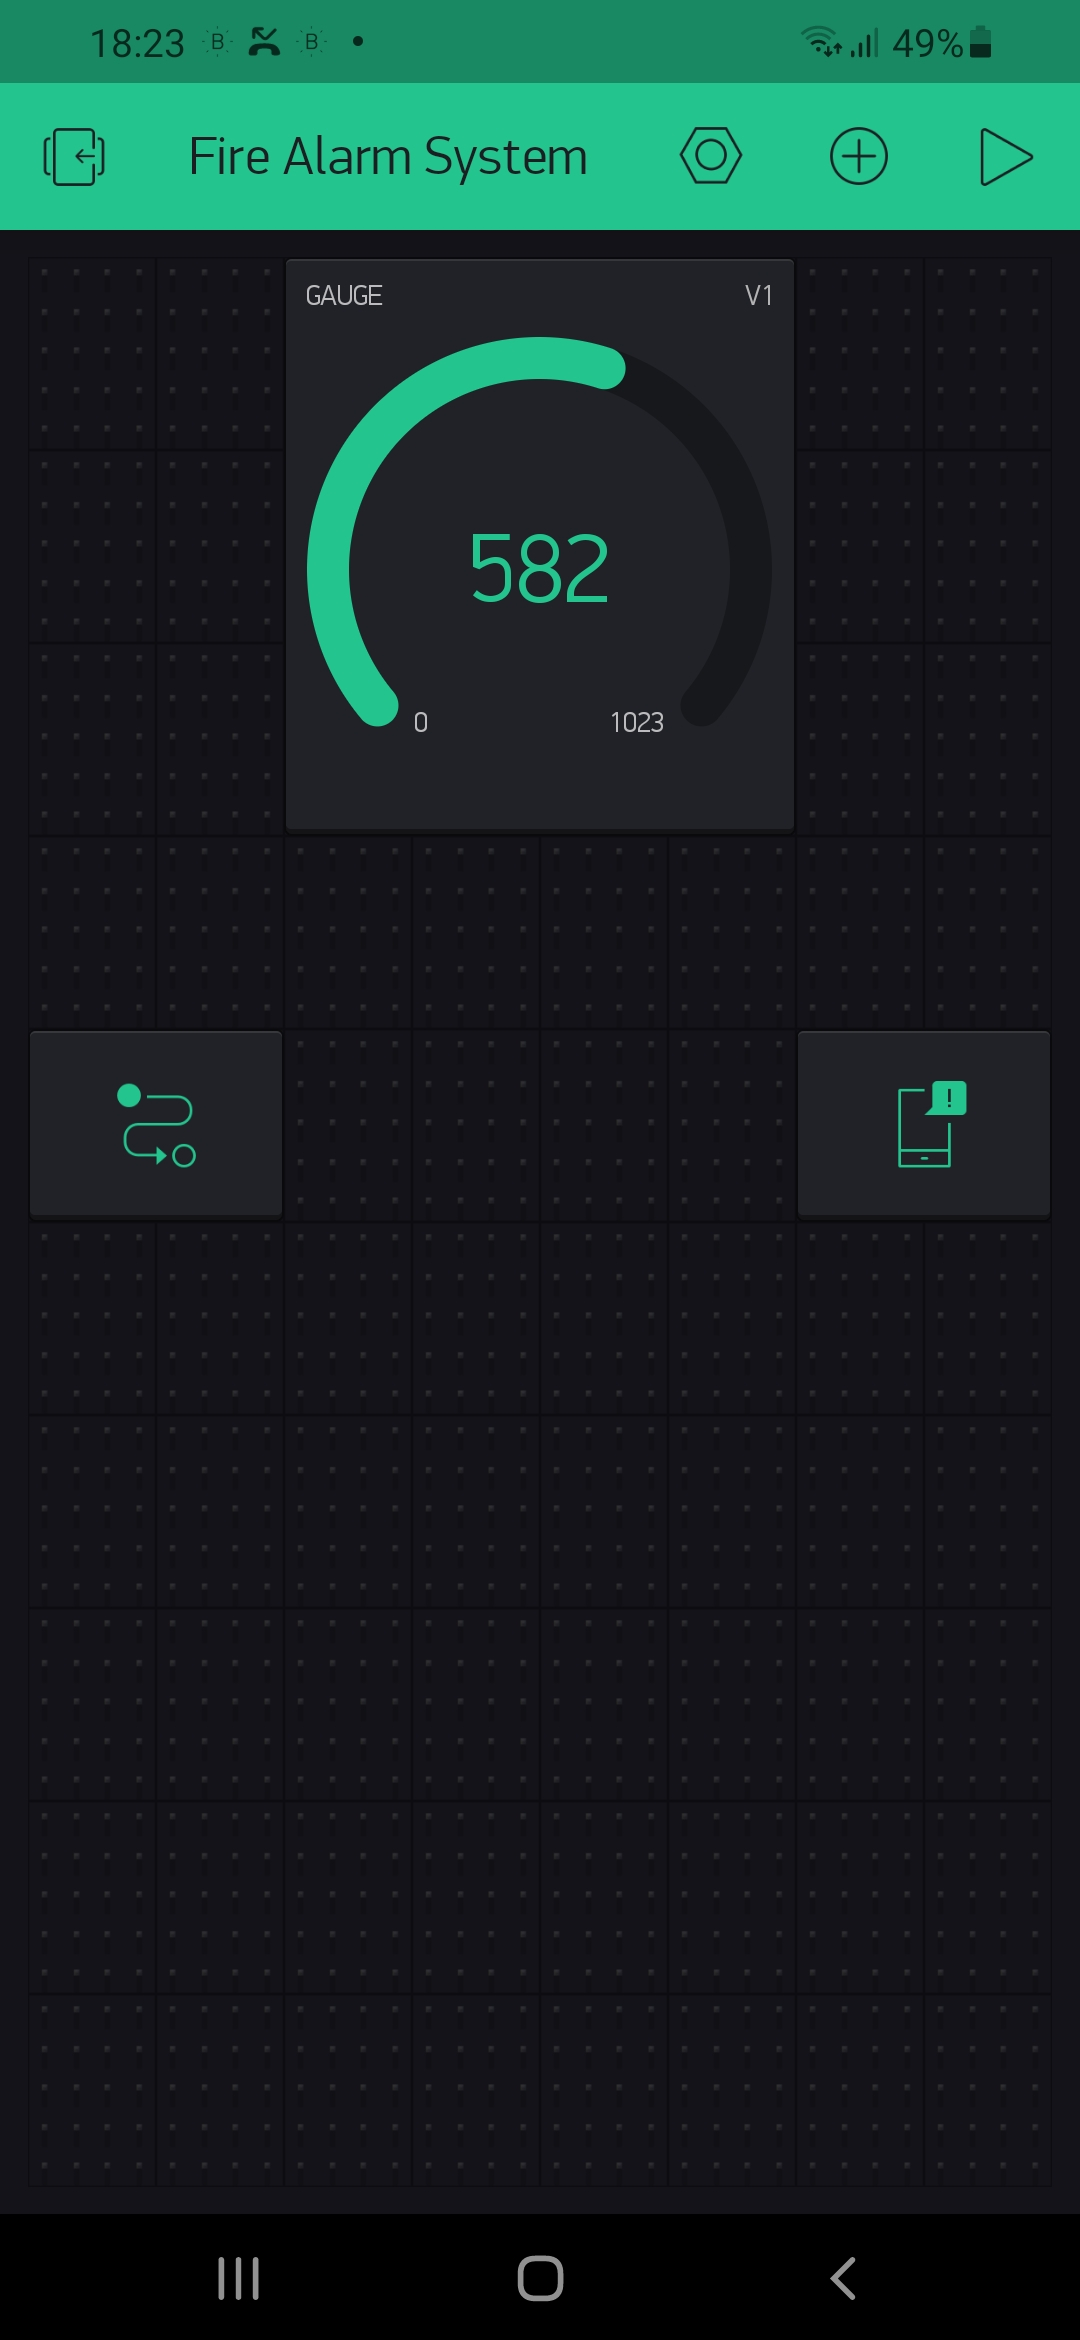 18:23 B B 49%
Fire Alarm System
GAUGE V1
582
0 1023
!